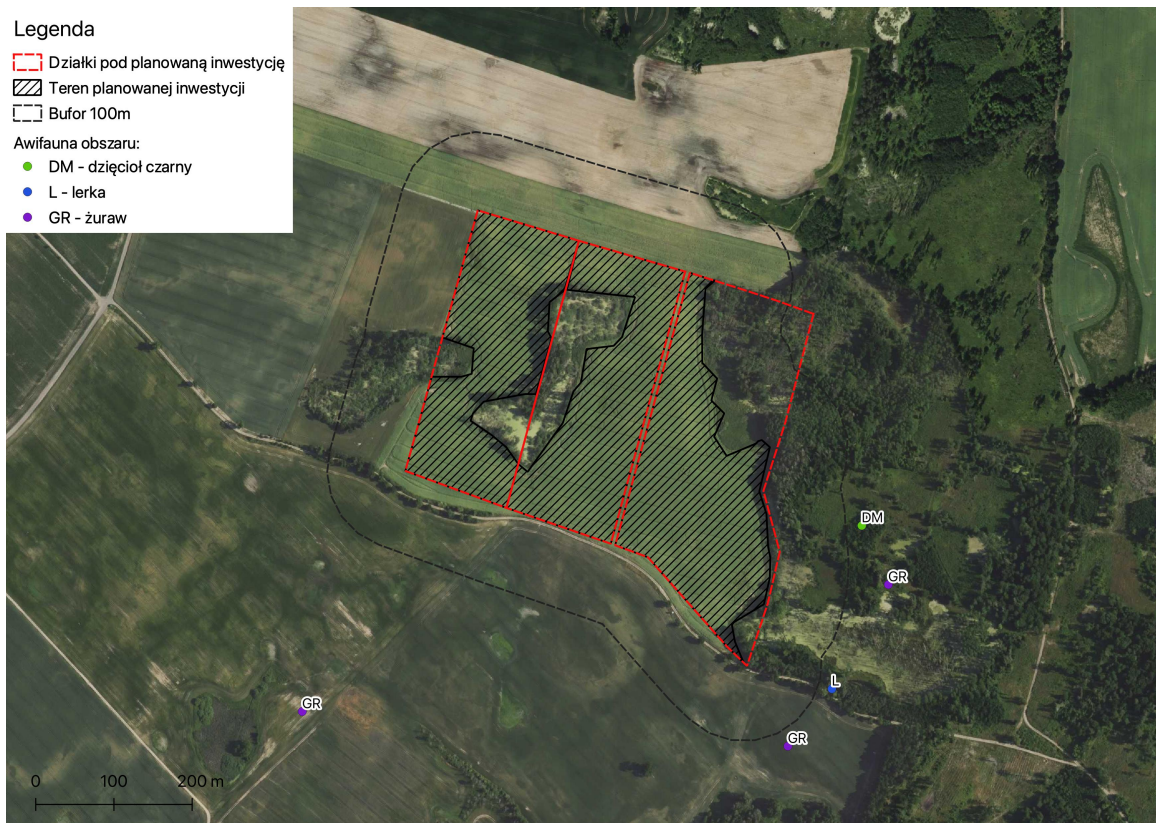 Legenda
Działki pod planowaną inwestycję
Teren planowanej inwestycji
Bufor 100m
Awifauna obszaru:
DM - dzięcioł czarny
L - lerka
GR - żuraw
DM
GR
L
GR
GR
0 100 200 m